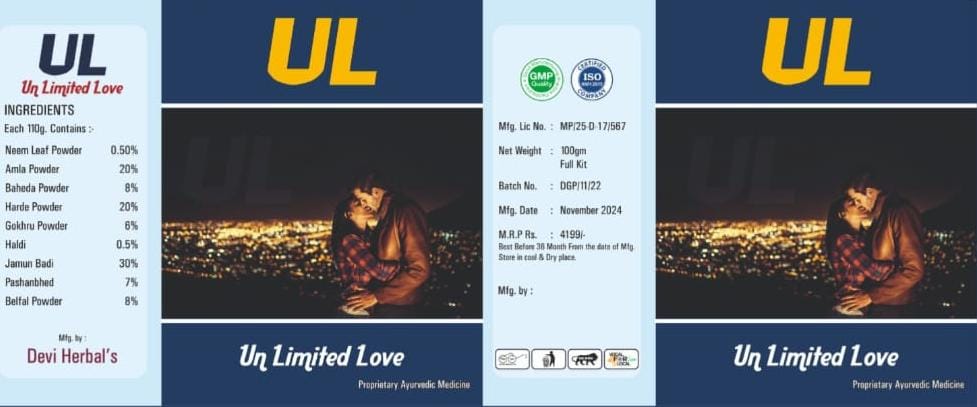 UL
Un Limited Love
INGREDIENTS
Each 110g. Contains :-
Neem Leaf Powder 0.50%
Amla Powder 20%
Baheda Powder 8%
Harde Powder 20%
Gokhru Powder 6%
Haldi 0.5%
Jamun Badi 30%
Pashanbhed 7%
Belfal Powder 8%
Mfg. by :
Devi Herbal's
UL
UL
Un Limited Love
Proprietary Ayurvedic Medicine
GMP
Quality
CERTIFIED
ISO
COMPANY
Mfg. Lic No. : MP/25-D-17/567
Net Weight : 100gm
Full Kit
Batch No. : DGP/11/22
Mfg. Date : November 2024
M.R.P Rs. : 4199/-
Best Before 36 Month From the date of Mfg.
Store in cool & Dry place.
Mfg. by :
VOCAL
FOR
LOCAL
UL
UL
Un Limited Love
Proprietary Ayurvedic Medicine